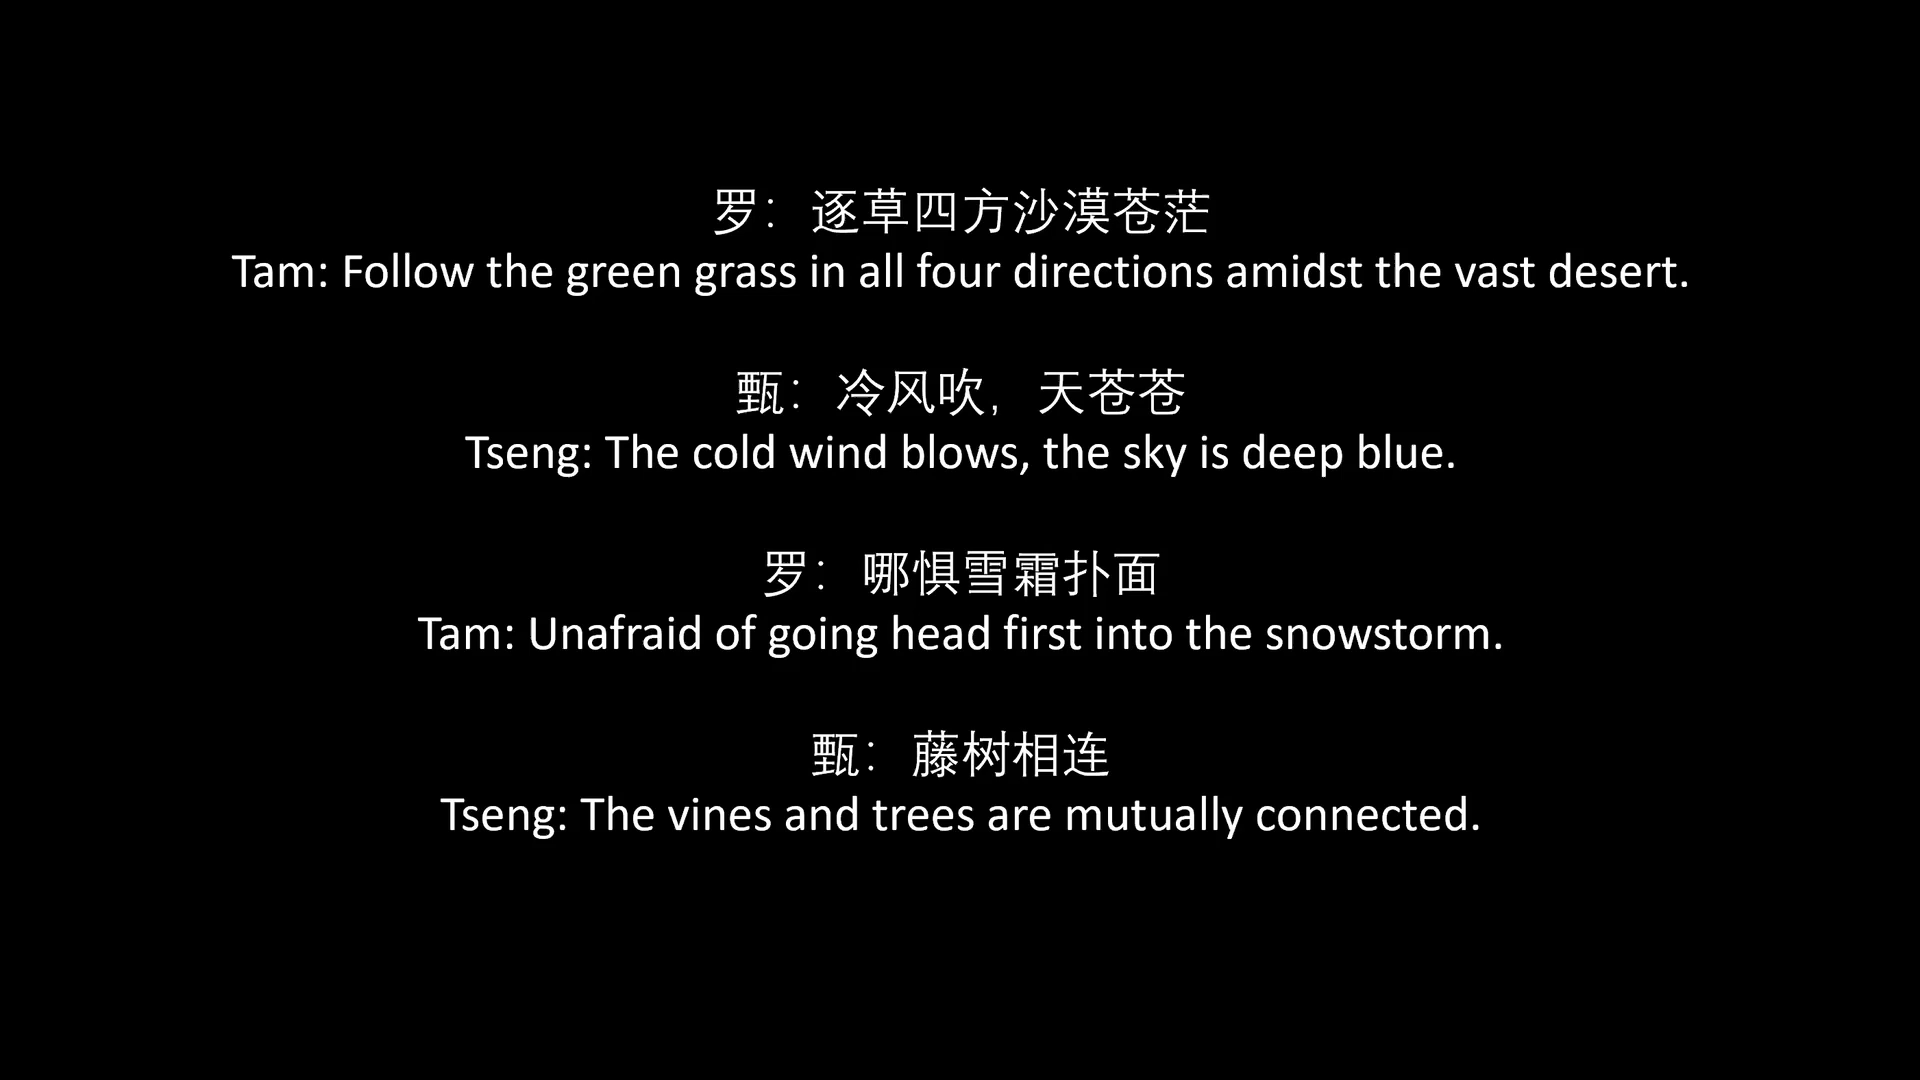 罗：逐草四方沙漠苍茫
Tam: Follow the green grass in all four directions amidst the vast desert.
甄：冷风吹，天苍苍
Tseng: The cold wind blows, the sky is deep blue.
罗：哪惧雪霜扑面
Tam: Unafraid of going head first into the snowstorm.
甄：藤树相连
Tseng: The vines and trees are mutually connected.